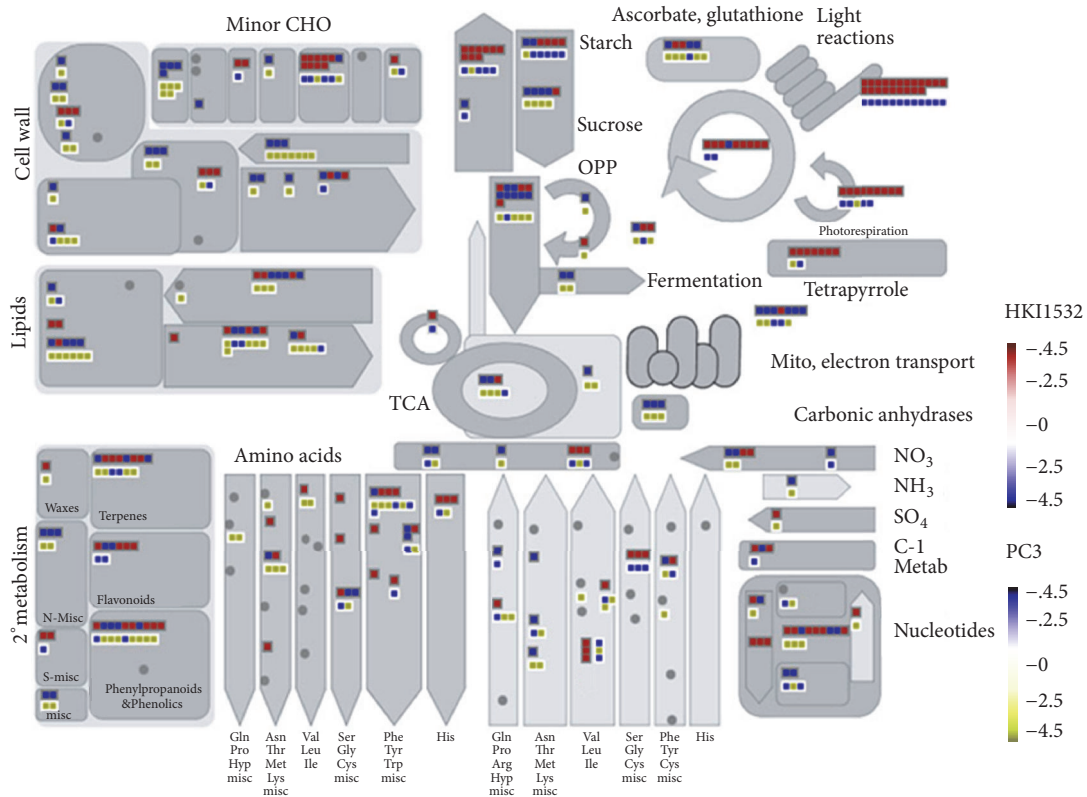 Minor CHO
Cell wall
Lipids
2° metabolism
Waxes
Terpenes
N-Misc
Flavonoids
S-misc
misc
Phenylpropanoids
&Phenolics
Ascorbate, glutathione
Light
reactions
Starch
Sucrose
OPP
Photorespiration
Fermentation
Tetrapyrrole
Mito, electron transport
TCA
Carbonic anhydrases
Amino acids
NO3
NH3
SO4
C-1
Metab
Nucleotides
Gln
Pro
Hyp
misc
Asn
Thr
Met
Lys
misc
Val
Leu
Ile
Ser
Gly
Cys
misc
Phe
Tyr
Trp
misc
His
Gln
Pro
Arg
Hyp
misc
Asn
Thr
Met
Lys
misc
Val
Leu
Ile
Ser
Gly
Cys
misc
Phe
Tyr
Cys
misc
His
HKI1532
-.4.5
-.2.5
-0
-2.5
-4.5
PC3
-4.5
-2.5
-0
-2.5
-4.5